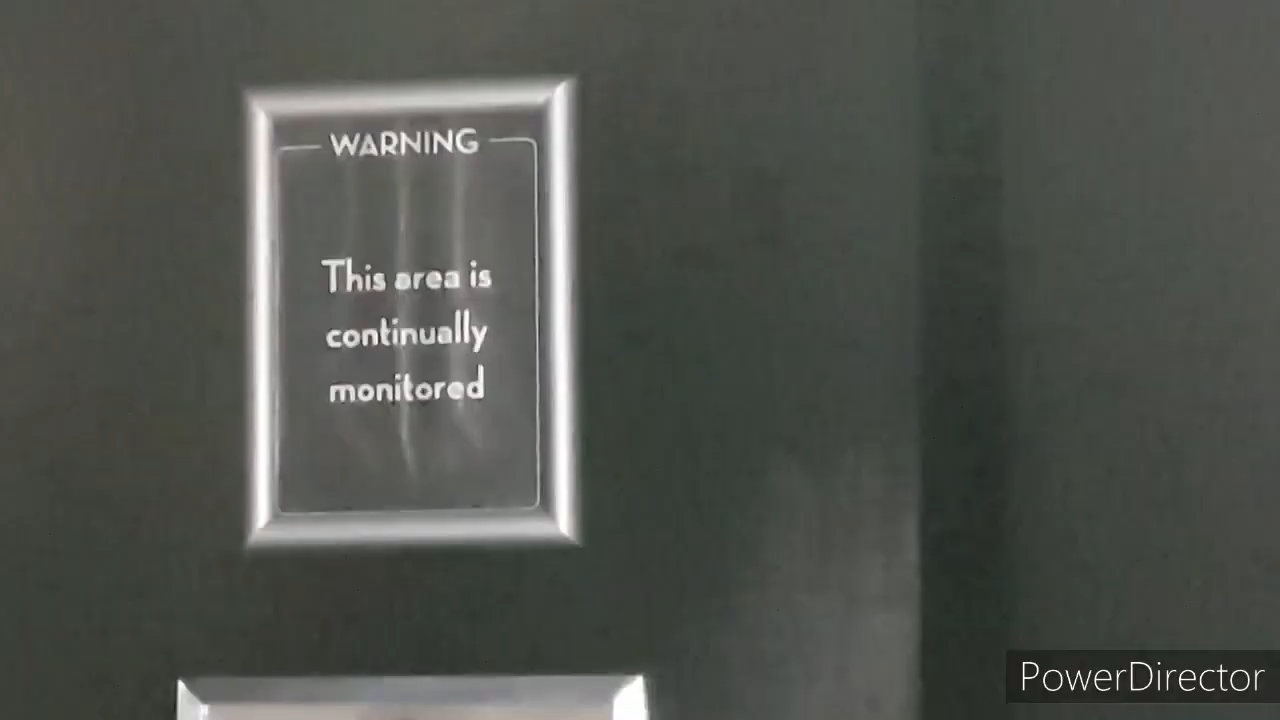 WARNING
This area is
continually
monitored
PowerDirector